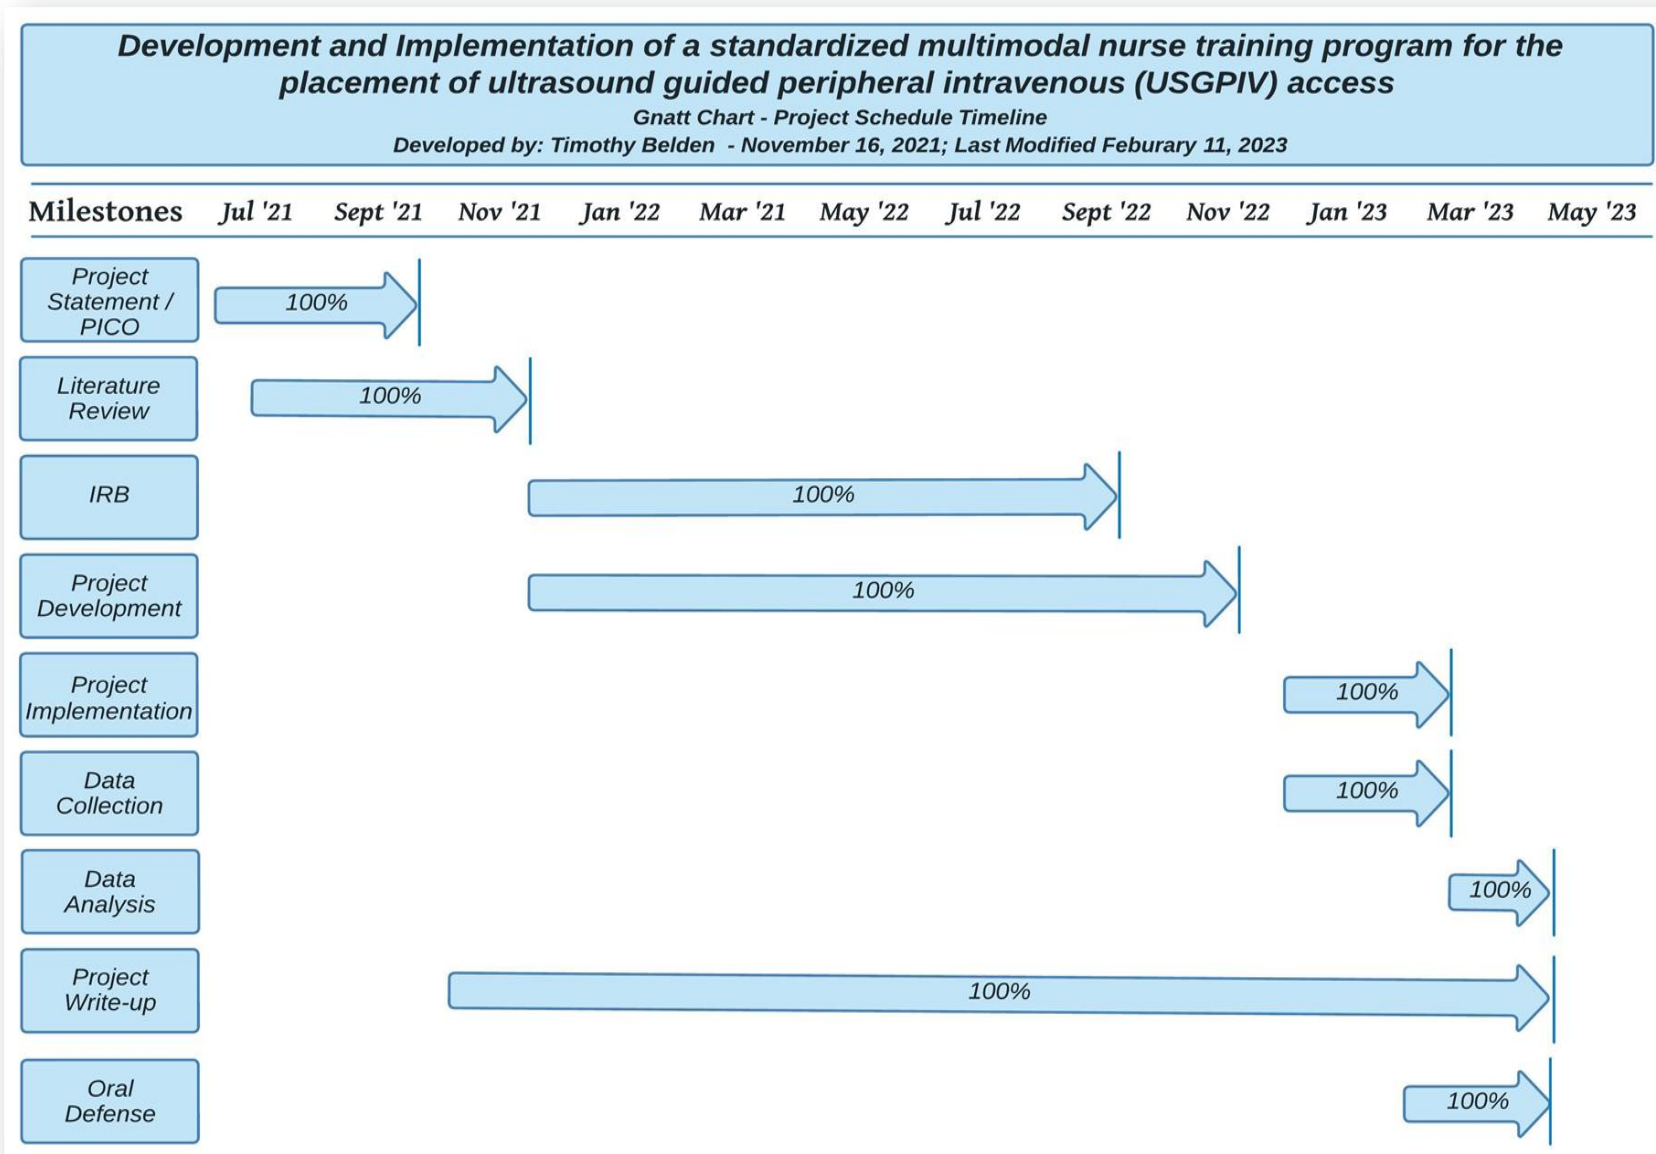 Development and Implementation of a standardized multimodal nurse training program for the
placement of ultrasound guided peripheral intravenous (USGPIV) access
Gnatt Chart - Project Schedule Timeline
Developed by: Timothy Belden - November 16, 2021; Last Modified Feburary 11, 2023
Milestones Jul '21 Sept '21 Nov '21 Jan '22 Mar '21 May '22 Jul '22 Sept '22 Nov '22 Jan '23 Mar '23 May '23
Project
Statement /
PICO
100%
Literature
Review
100%
IRB
100%
Project
Development
100%
Project
Implementation
100%
Data
Collection
100%
Data
Analysis
100%
Project
Write-up
100%
Oral
Defense
100%